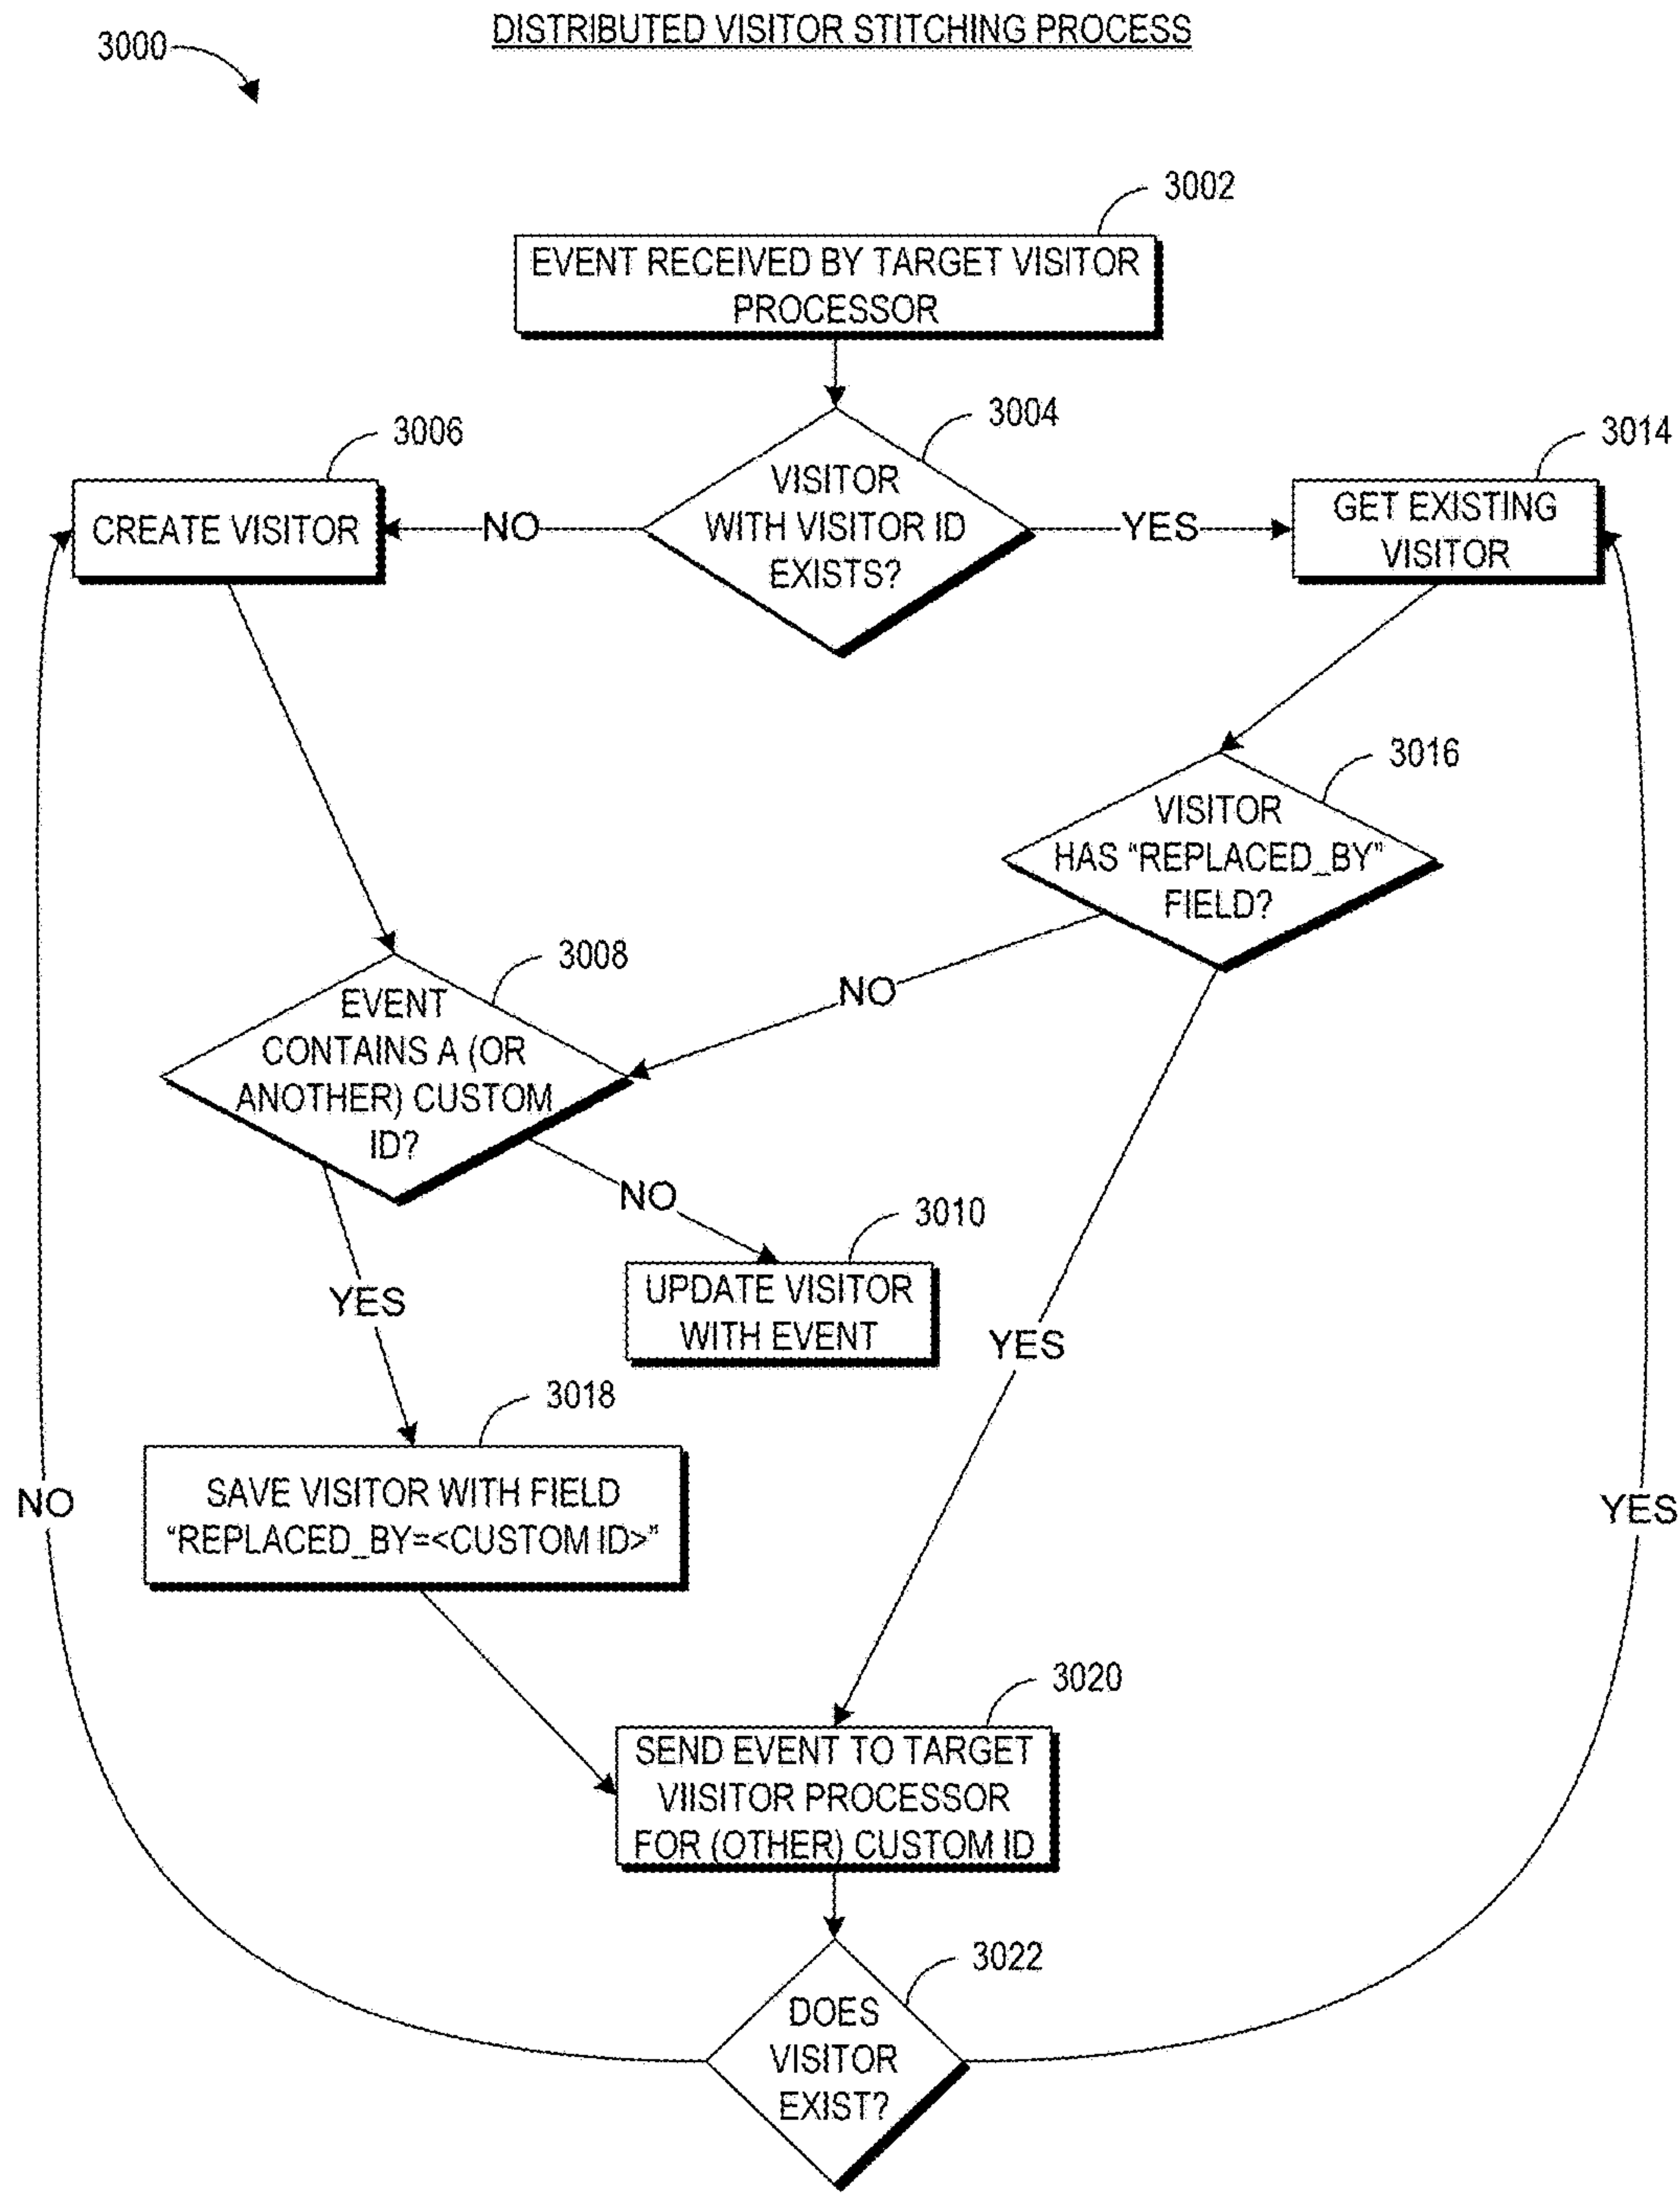 DISTRIBUTED VISITOR STITCHING PROCESS
3000
3002
EVENT RECEIVED BY TARGET VISITOR
PROCESSOR
3004
VISITOR
WITH VISITOR ID
EXISTS?
NO
YES
3006
CREATE VISITOR
3014
GET EXISTING
VISITOR
3016
VISITOR
HAS “REPLACED_BY”
FIELD?
NO
YES
3008
EVENT
CONTAINS A (OR
ANOTHER) CUSTOM
ID?
NO
YES
3010
UPDATE VISITOR
WITH EVENT
3018
SAVE VISITOR WITH FIELD
“REPLACED_BY=<CUSTOM ID>”
3020
SEND EVENT TO TARGET
VIISITOR PROCESSOR
FOR (OTHER) CUSTOM ID
3022
DOES
VISITOR
EXIST?
NO
YES